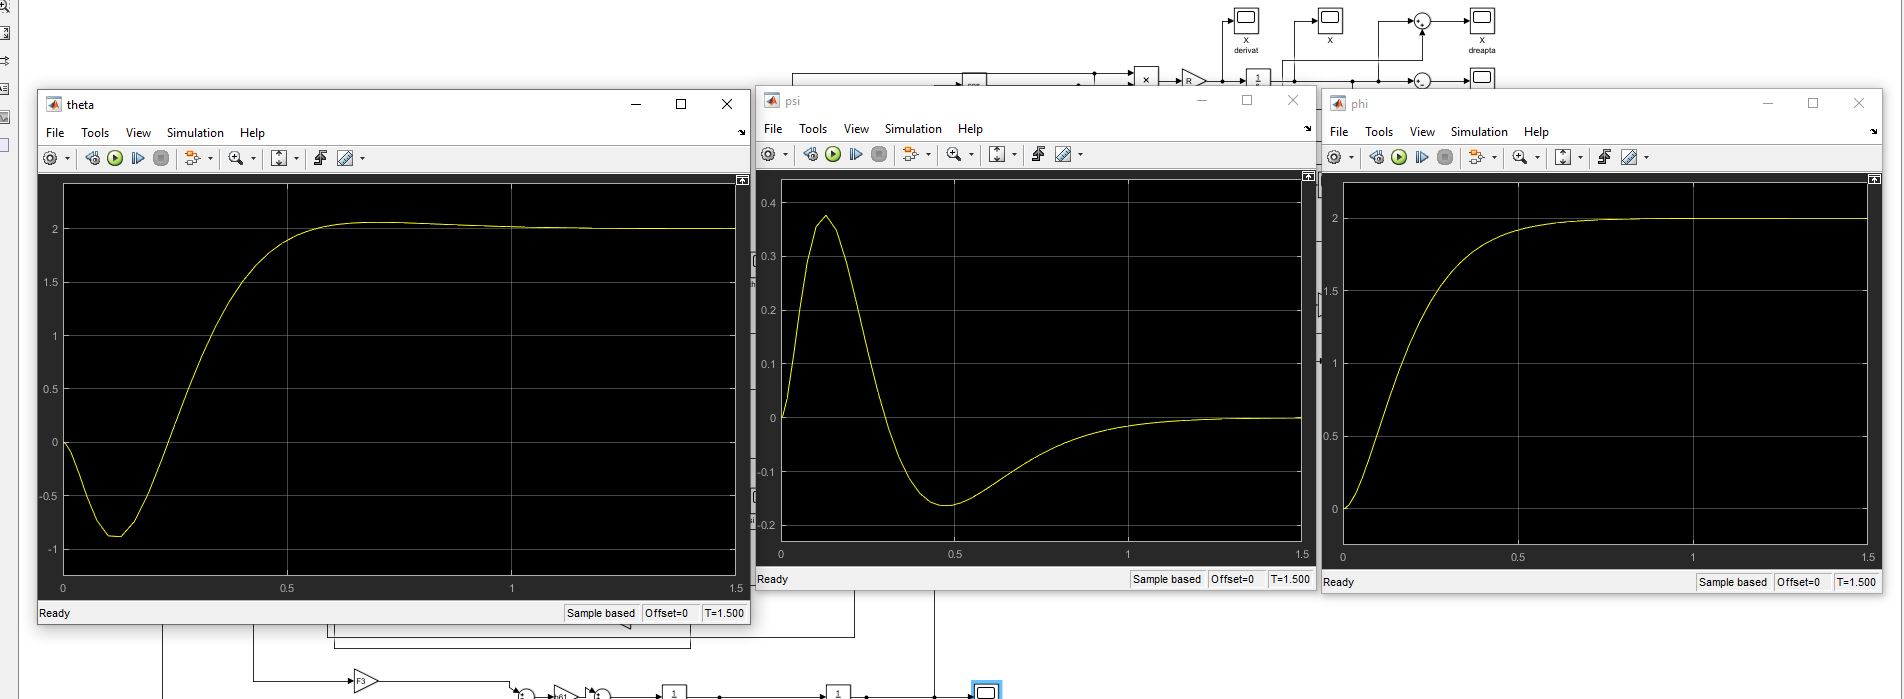 X
derivat
X
X
dreapta
×
R
1
theta
File Tools View Simulation Help
2
1.5
1
0.5
0
-0.5
-1
0 0.5 1 1.5
Ready Sample based Offset=0 T=1.500
psi
File Tools View Simulation Help
0.4
0.3
0.2
0.1
0
-0.1
-0.2
0 0.5 1 1.5
Ready Sample based Offset=0 T=1.500
phi
File Tools View Simulation Help
2
1.5
1
0.5
0
0 0.5 1 1.5
Ready Sample based Offset=0 T=1.500
F3
b61
1
1